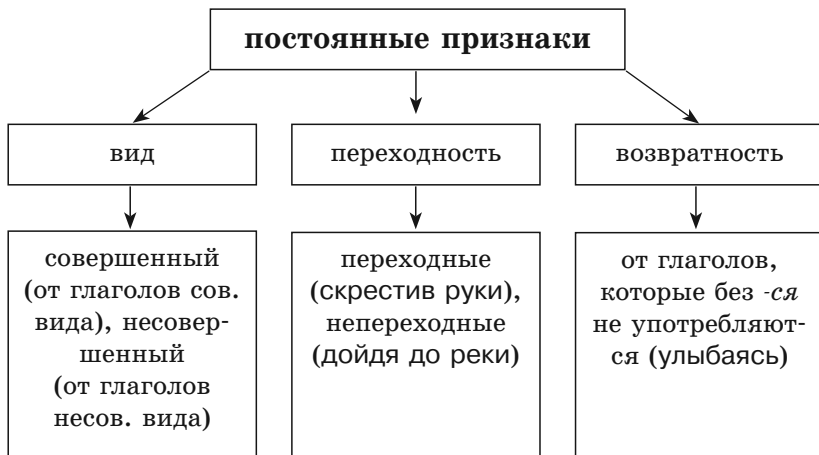 постоянные признаки
вид
переходность
возвратность
совершенный
(от глаголов сов.
вида), несовер-
шенный
(от глаголов
несов. вида)
переходные
(скрестив руки),
непереходные
(дойдя до реки)
от глаголов,
которые без -ся
не употребляют-
ся (улыбаясь)